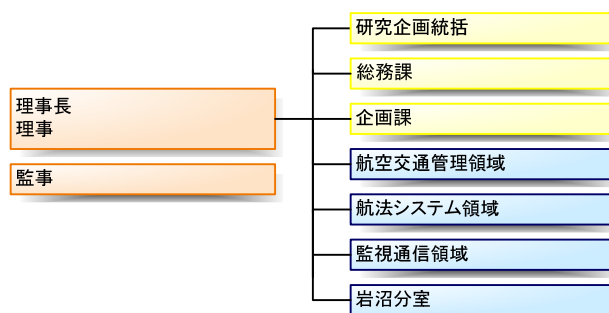 理事長
理事
監事
研究企画統括
総務課
企画課
航空交通管理領域
航法システム領域
監視通信領域
岩沼分室